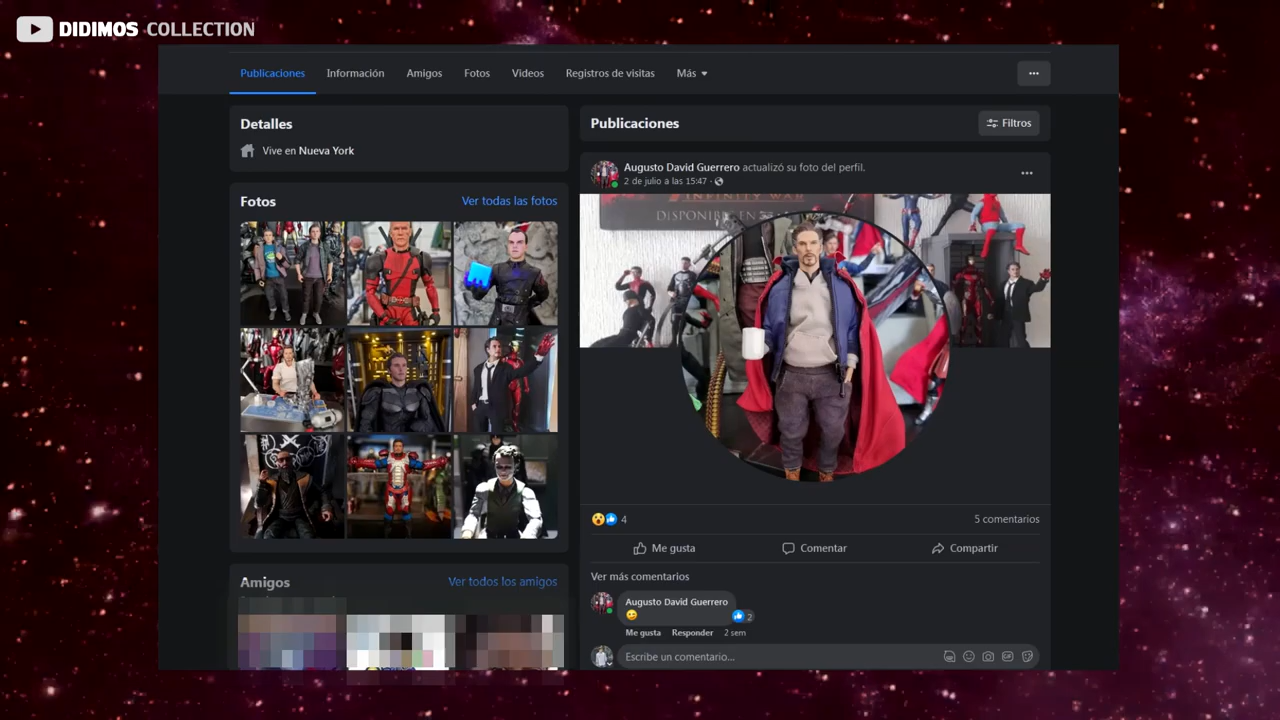 DIDIMOS COLLECTION
Publicaciones Información Amigos Fotos Videos Registros de visitas Más
Detalles
Vive en Nueva York
Fotos Ver todas las fotos
Amigos Ver todos los amigos
Publicaciones Filtros
Augusto David Guerrero actualizó su foto del perfil.
2 de julio a las 15:47 ·
INFINITY WAR
DISPONIBLE EN
4 5 comentarios
Me gusta Comentar Compartir
Ver más comentarios
Augusto David Guerrero
2
Me gusta Responder 2 sem
Escribe un comentario...